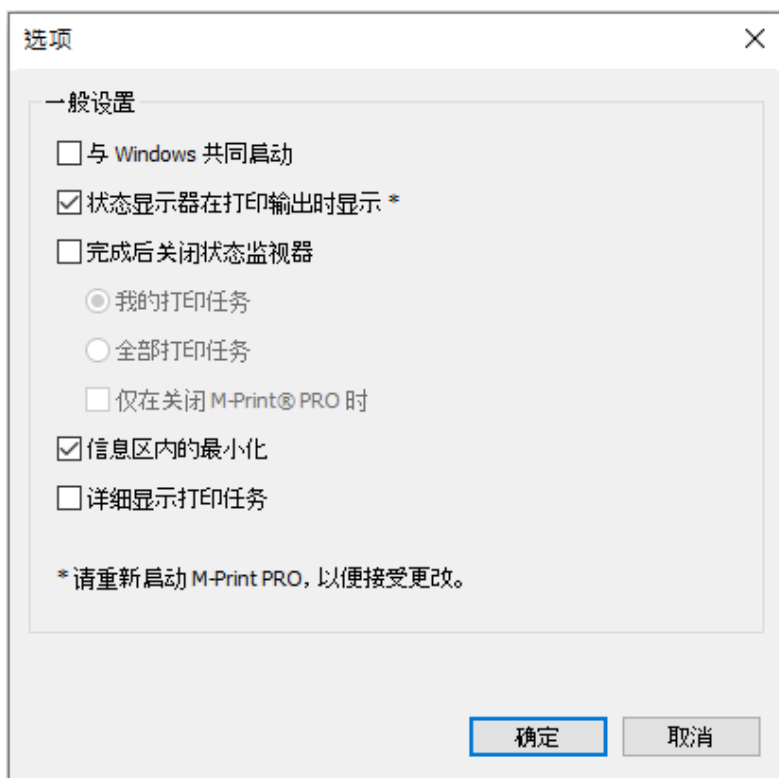 选项
一般设置
与 Windows 共同启动
状态显示器在打印输出时显示 *
完成后关闭状态监视器
我的打印任务
全部打印任务
仅在关闭 M-Print® PRO 时
信息区内的最小化
详细显示打印任务
* 请重新启动 M-Print PRO, 以便接受更改。
确定
取消